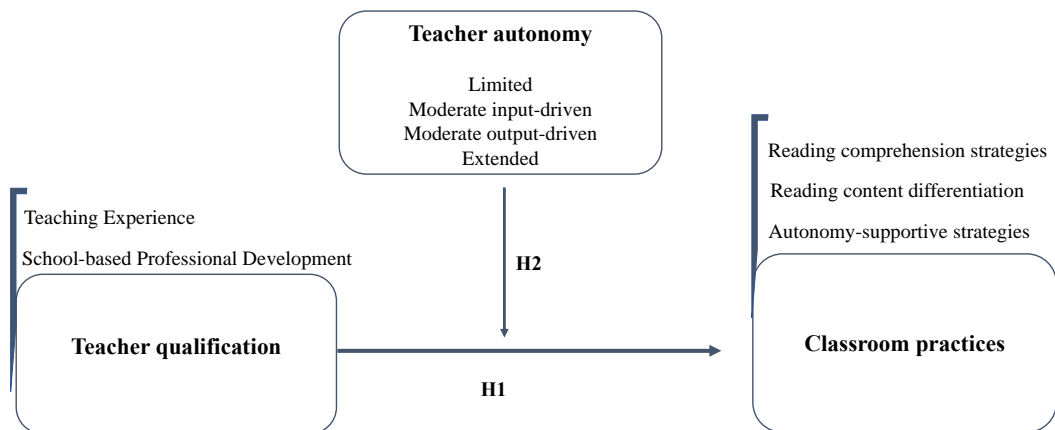 Teacher autonomy
Limited
Moderate input-driven
Moderate output-driven
Extended
Reading comprehension strategies
Reading content differentiation
Autonomy-supportive strategies
Teaching Experience
School-based Professional Development
H2
Teacher qualification
Classroom practices
H1